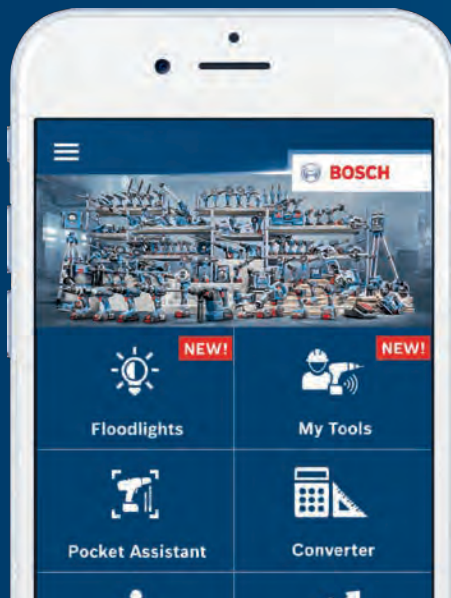 BOSCH
NEW!
NEW!
Floodlights
My Tools
Pocket Assistant
Converter